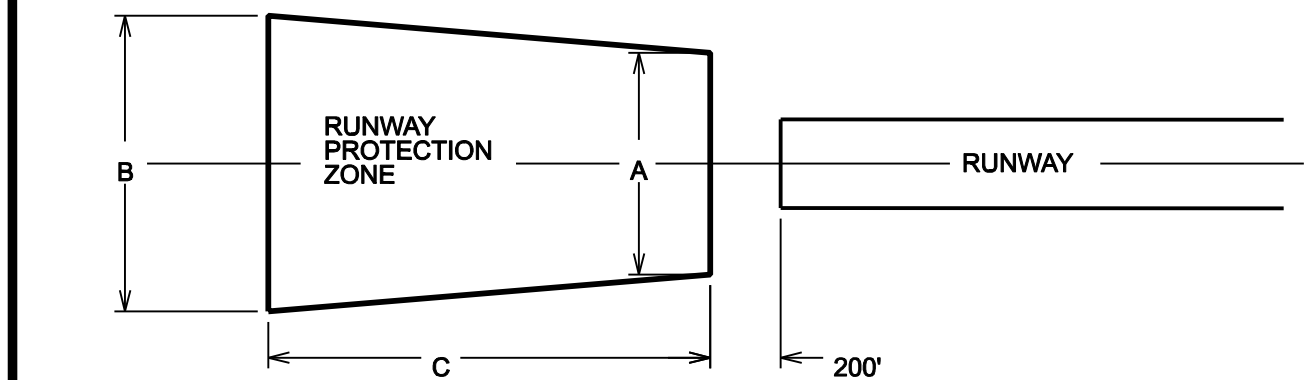 RUNWAY
PROTECTION
ZONE
B
A
RUNWAY
C
200'